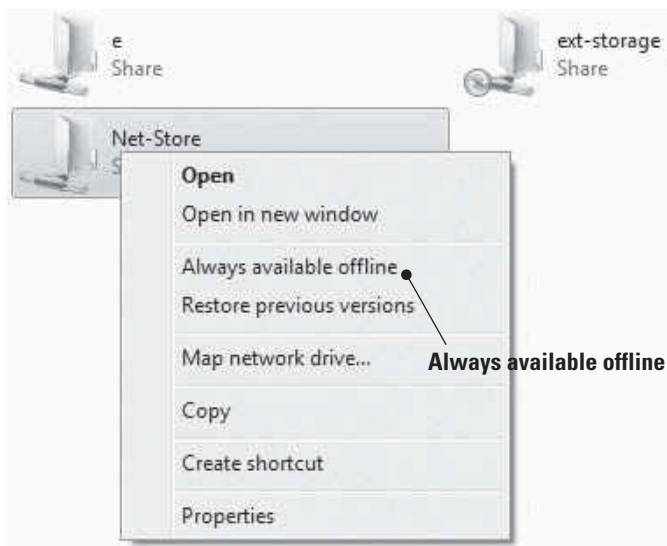 e
Share
ext-storage
Share
Net-Store
S
Open
Open in new window
Always available offline
Restore previous versions
Map network drive...
Always available offline
Copy
Create shortcut
Properties